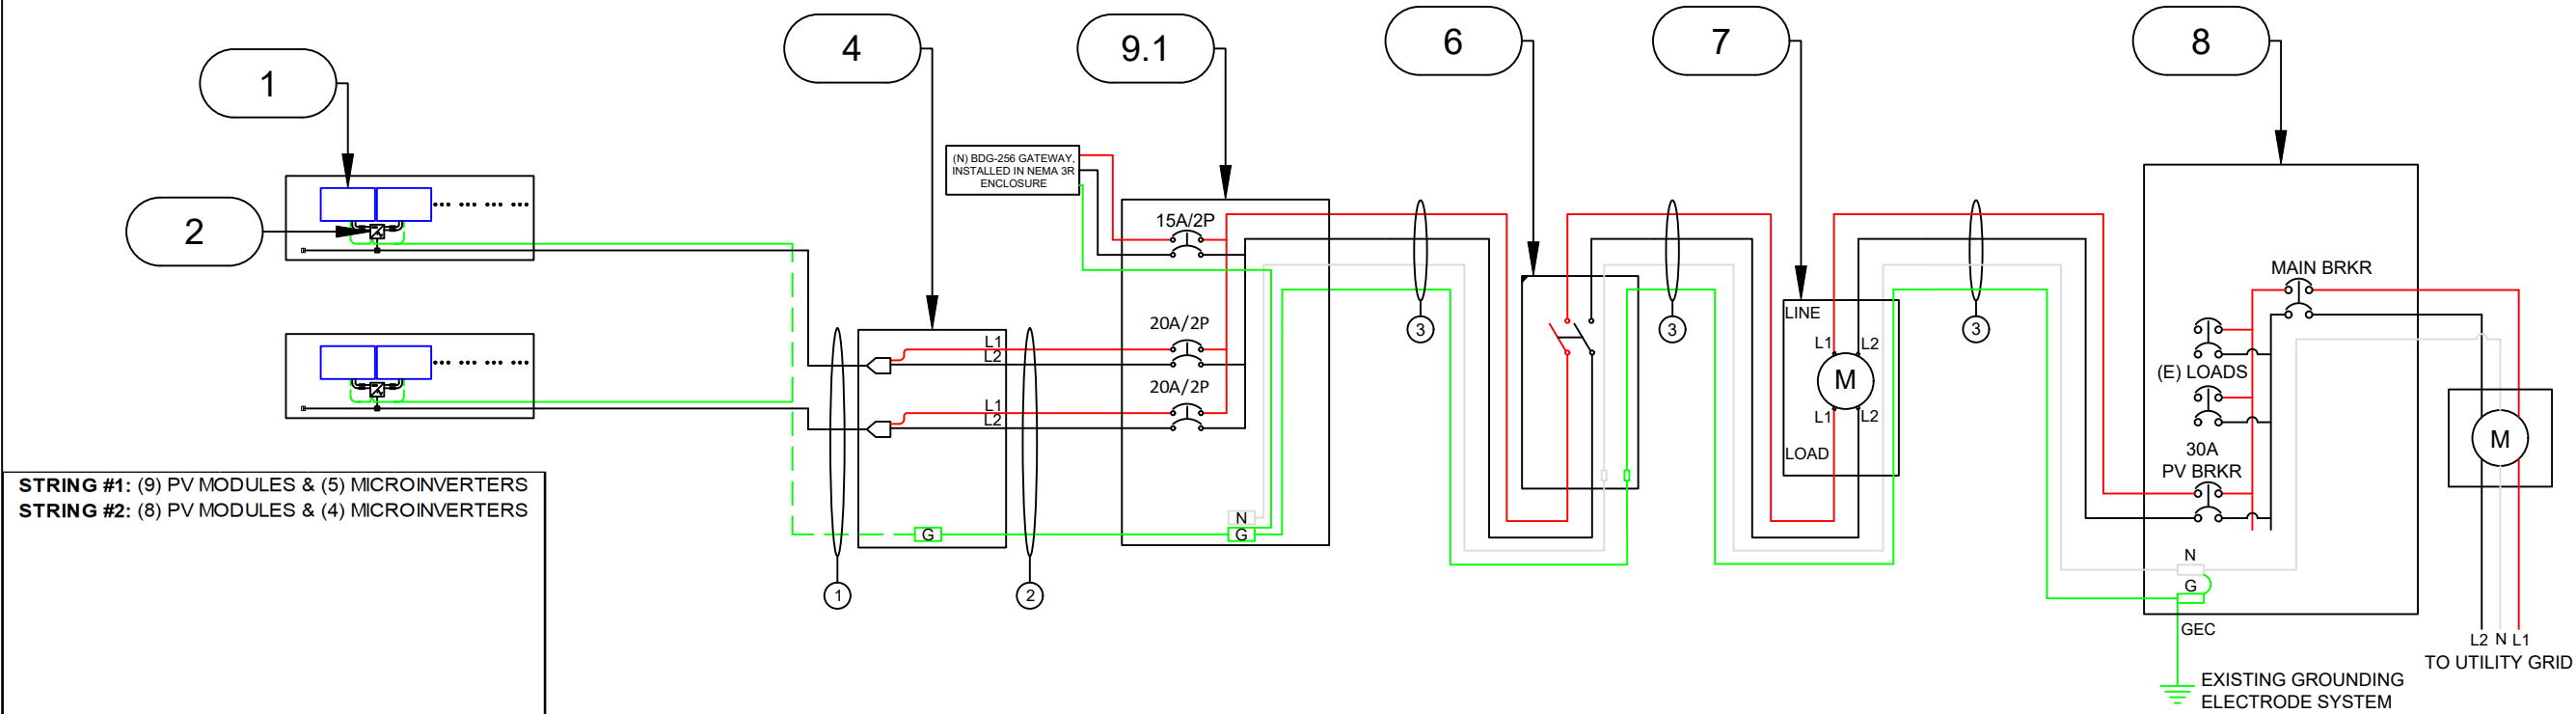 1
4
9.1
6
7
8
2
(N) BDG-256 GATEWAY,
INSTALLED IN NEMA 3R
ENCLOSURE
15A/2P
20A/2P
20A/2P
L1
L2
L1
L2
G
N
G
1
2
3
3
3
LINE
L1
L2
M
L1
L2
LOAD
MAIN BRKR
(E) LOADS
30A
PV BRKR
N
G
GEC
M
L2 N L1
TO UTILITY GRID
EXISTING GROUNDING
ELECTRODE SYSTEM
STRING #1: (9) PV MODULES & (5) MICROINVERTERS
STRING #2: (8) PV MODULES & (4) MICROINVERTERS